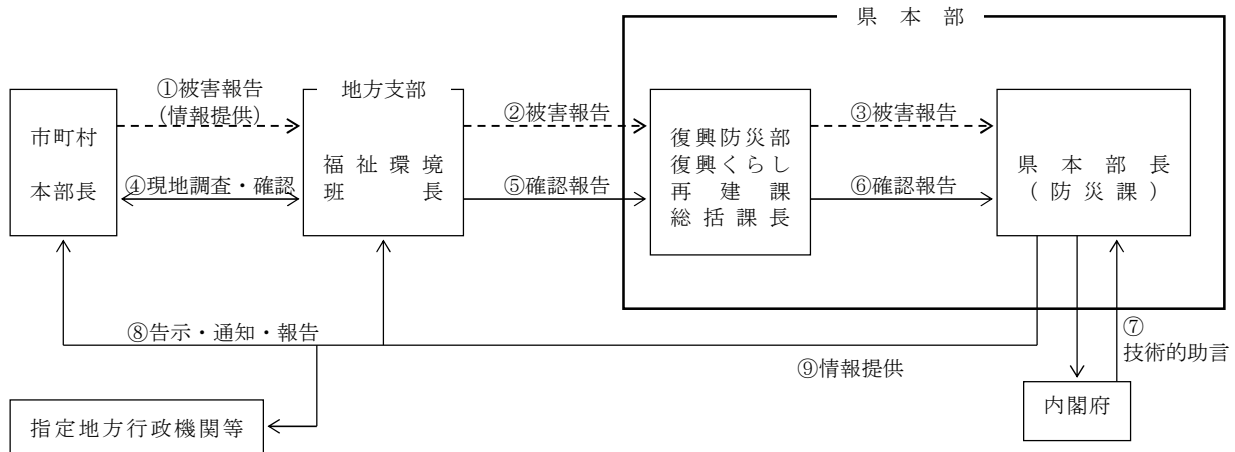 県本部
①被害報告
（情報提供）
市町村
本部長
④現地調査・確認
地方支部
福祉環境
班長
②被害報告
⑤確認報告
復興防災部
復興くらし
再建課
総括課長
③被害報告
⑥確認報告
県本部長
（防災課）
⑧告示・通知・報告
⑨情報提供
⑦
技術的助言
内閣府
指定地方行政機関等